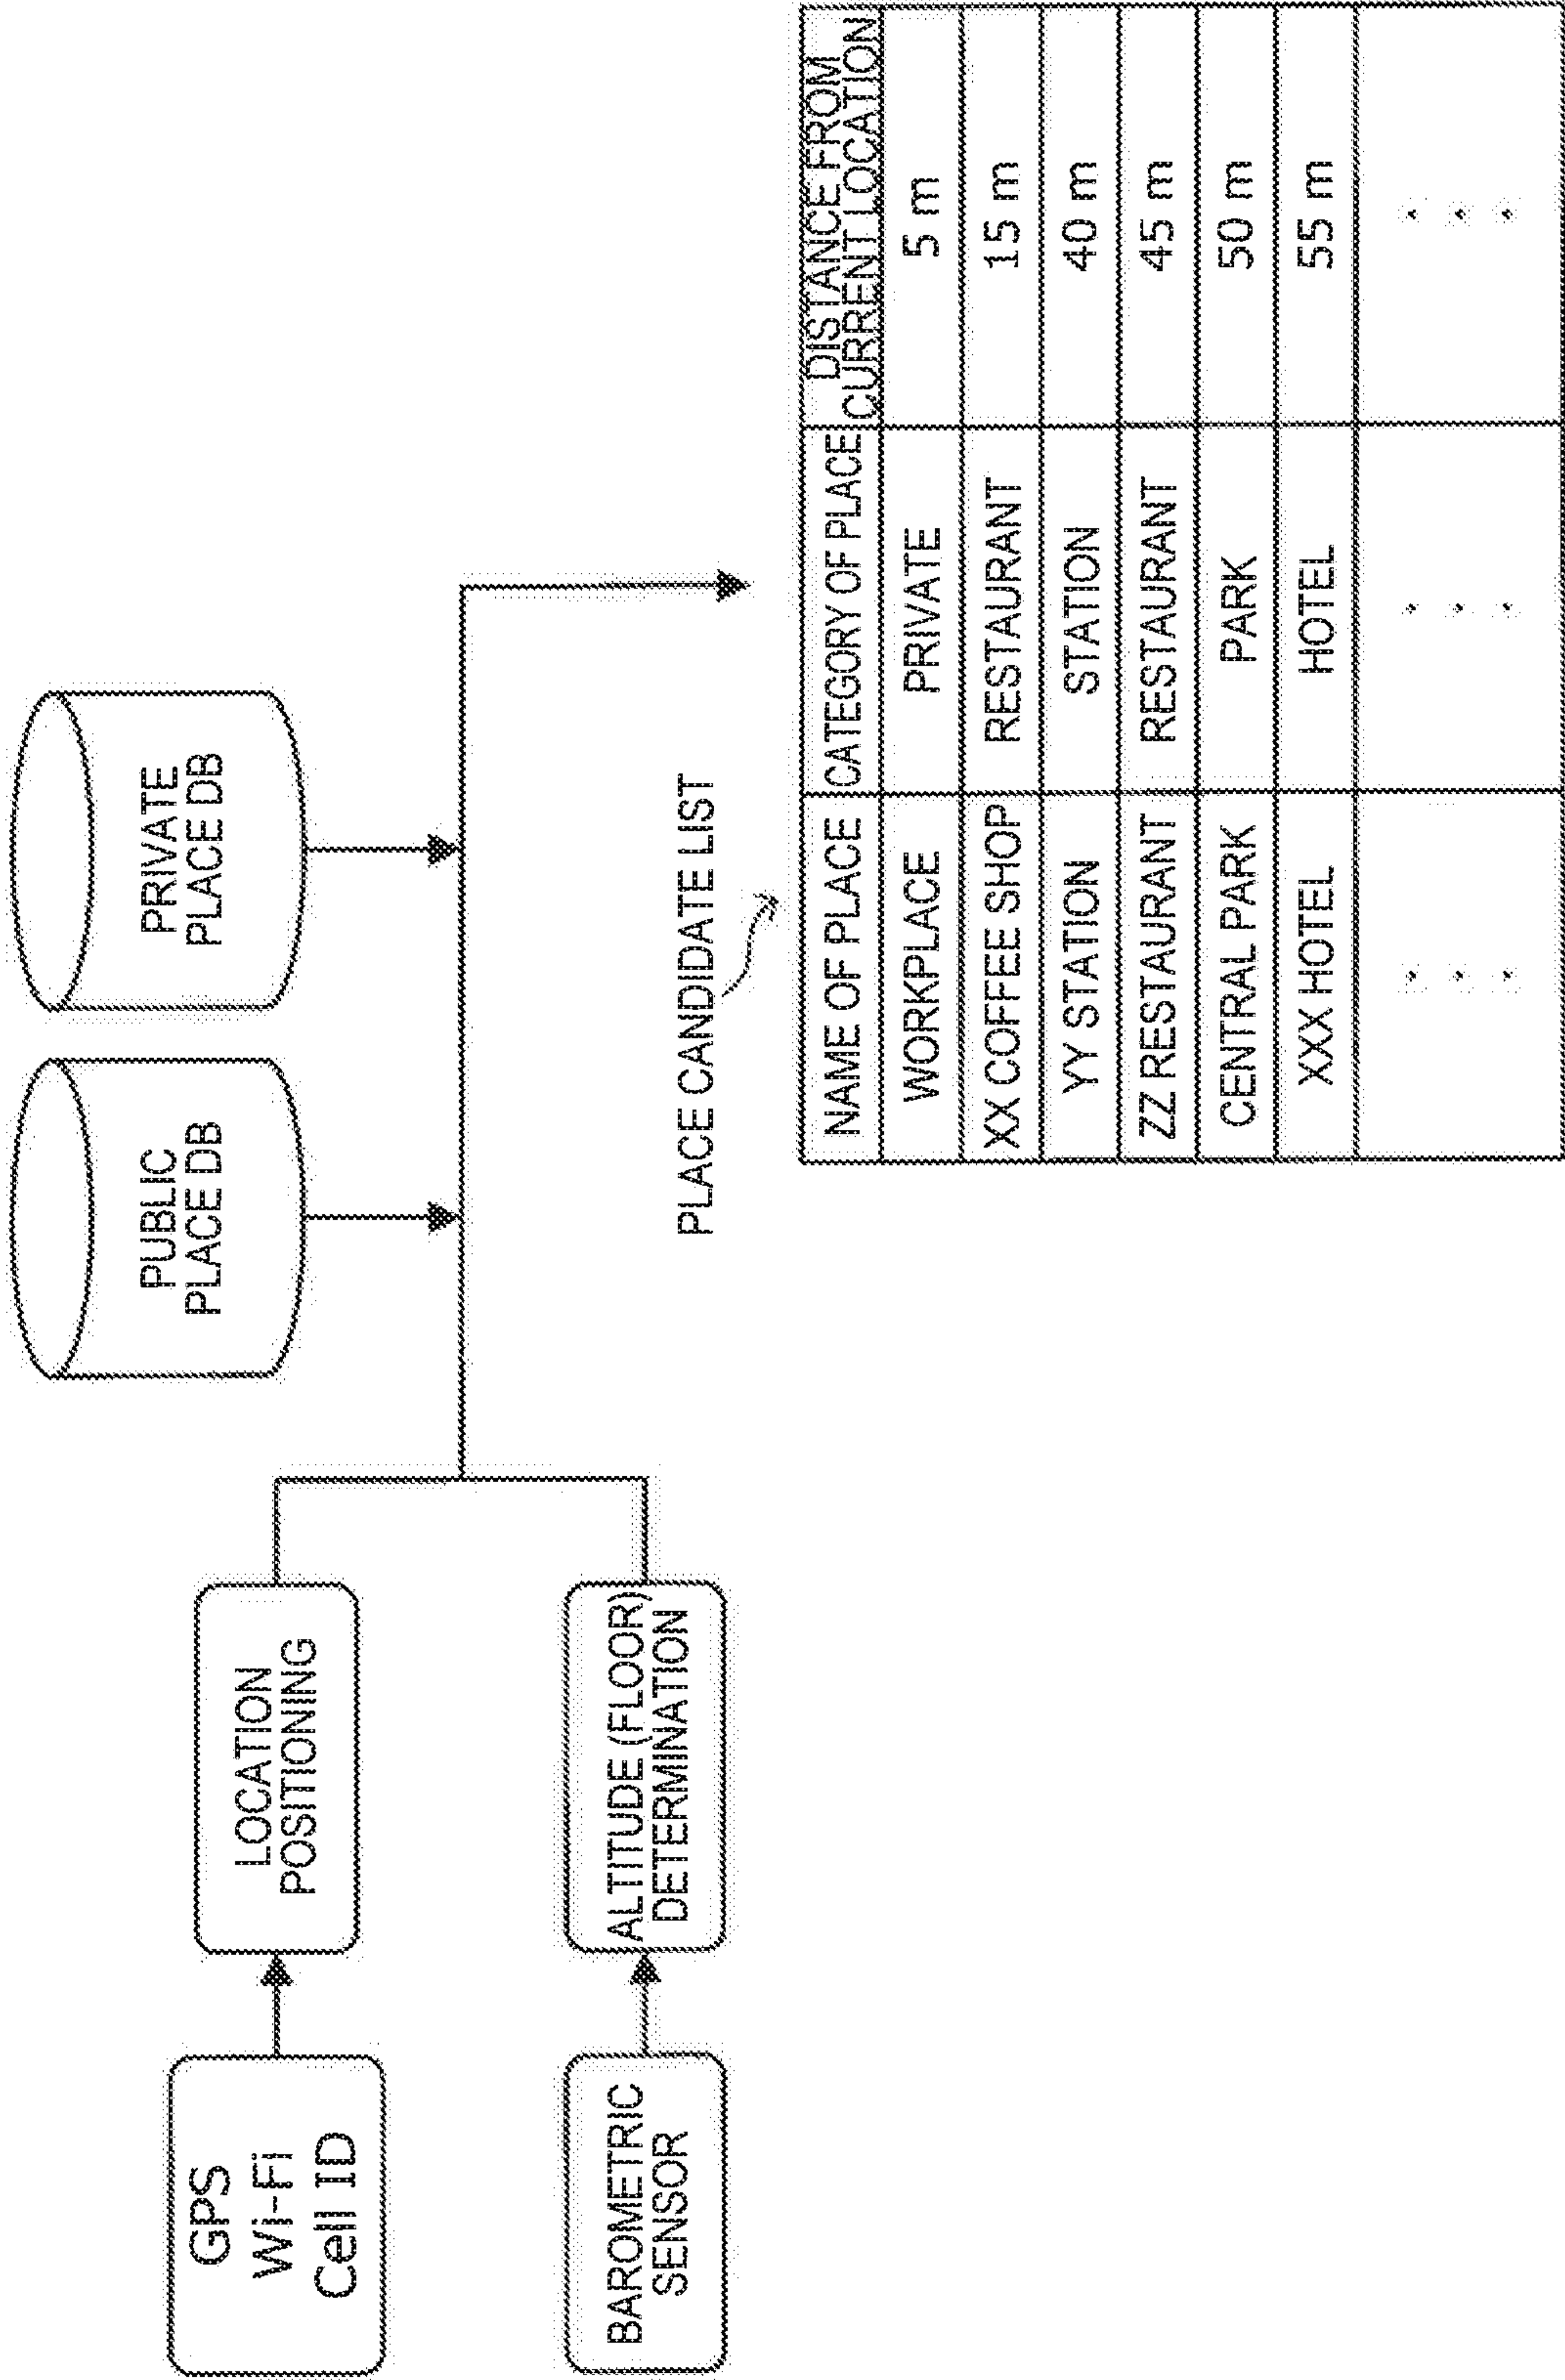 GPS
Wi-Fi
Cell ID
LOCATION
POSITIONING
BAROMETRIC
SENSOR
ALTITUDE (FLOOR)
DETERMINATION
PUBLIC
PLACE DB
PRIVATE
PLACE DB
PLACE CANDIDATE LIST
NAME OF PLACE CATEGORY OF PLACE DISTANCE FROM CURRENT LOCATION
WORKPLACE PRIVATE 5 m
XX COFFEE SHOP RESTAURANT 15 m
YY STATION STATION 40 m
ZZ RESTAURANT RESTAURANT 45 m
CENTRAL PARK PARK 50 m
XXX HOTEL HOTEL 55 m